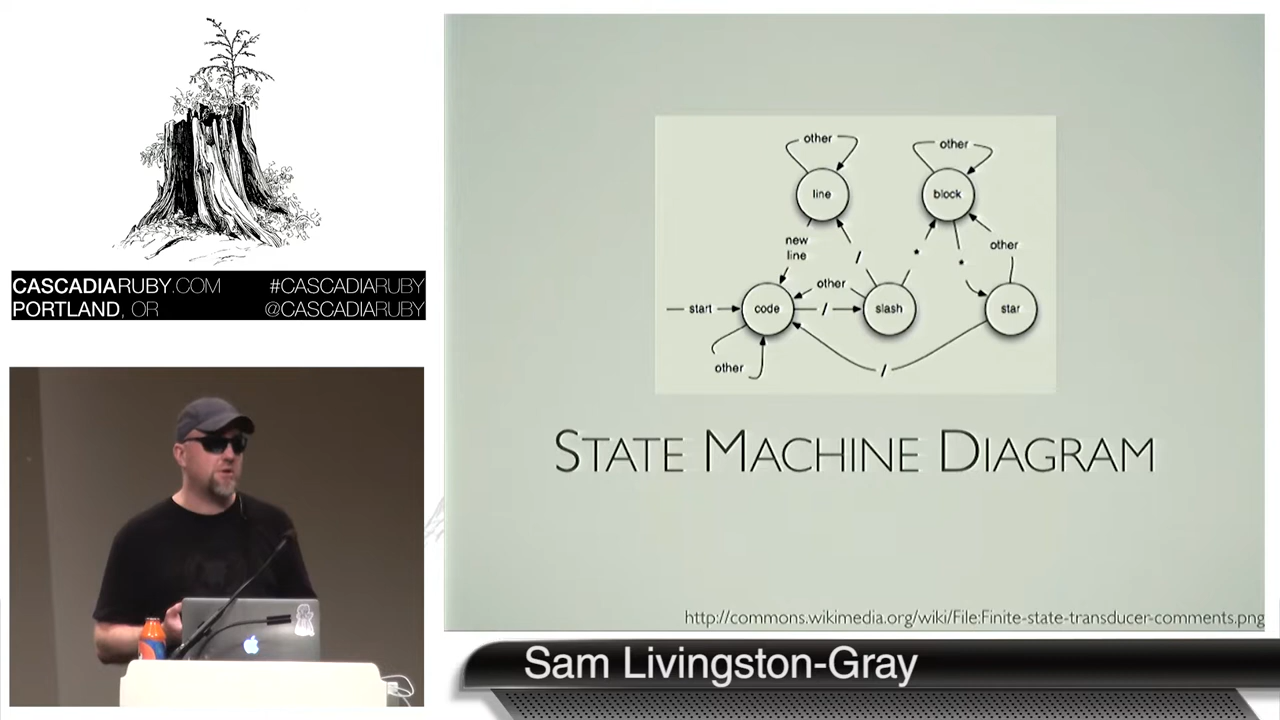 CASCADIARUBY.COM #CASCADIARUBY
PORTLAND, OR @CASCADIARUBY
other
other
line
block
new
line
/
*
*
other
other
start
code
/
slash
star
other
/
STATE MACHINE DIAGRAM
http://commons.wikimedia.org/wiki/File:Finite-state-transducer-comments.png
Sam Livingston-Gray